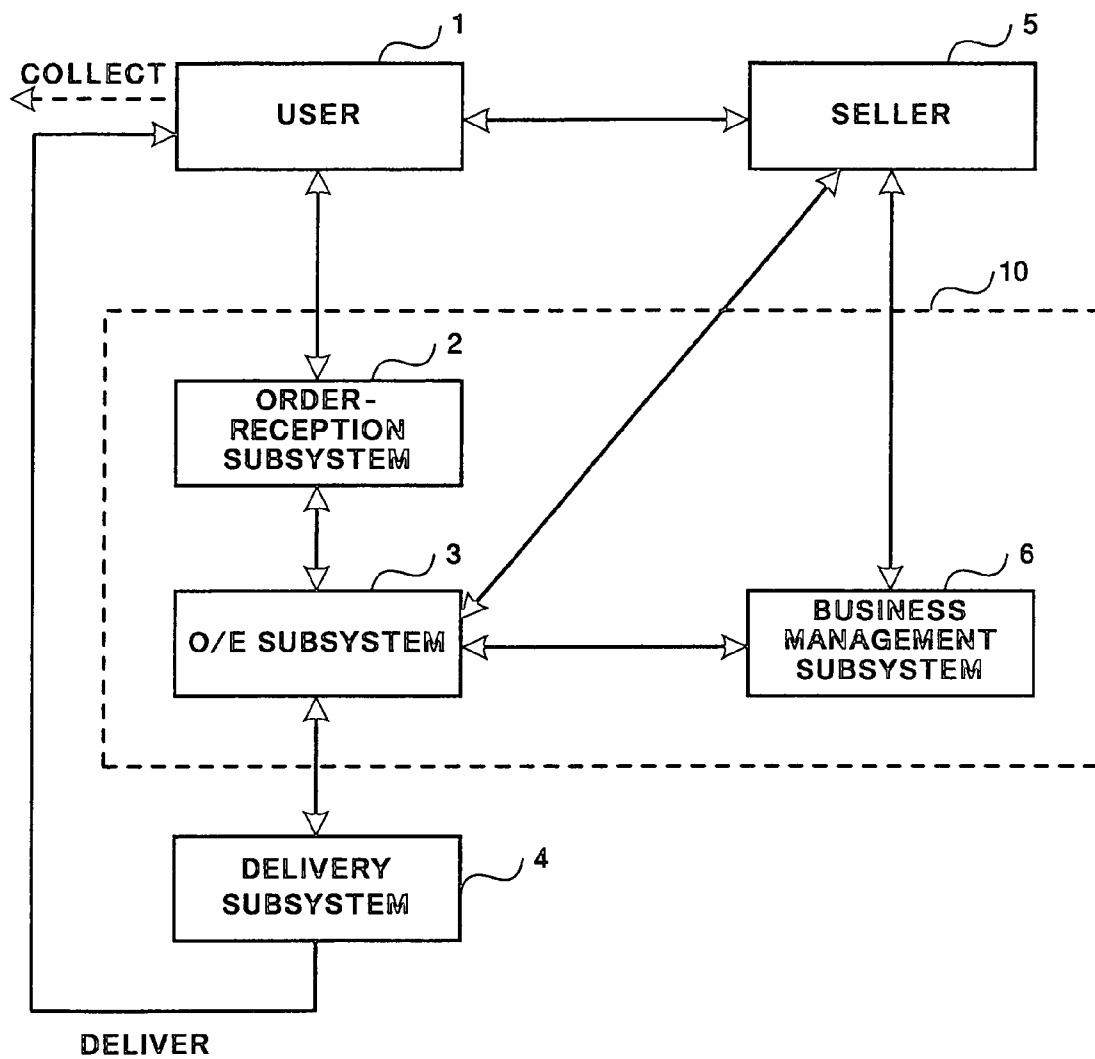 1
5
COLLECT
USER
SELLER
10
2
ORDER-
RECEPTION
SUBSYSTEM
3
6
O/E SUBSYSTEM
BUSINESS
MANAGEMENT
SUBSYSTEM
4
DELIVERY
SUBSYSTEM
DELIVER